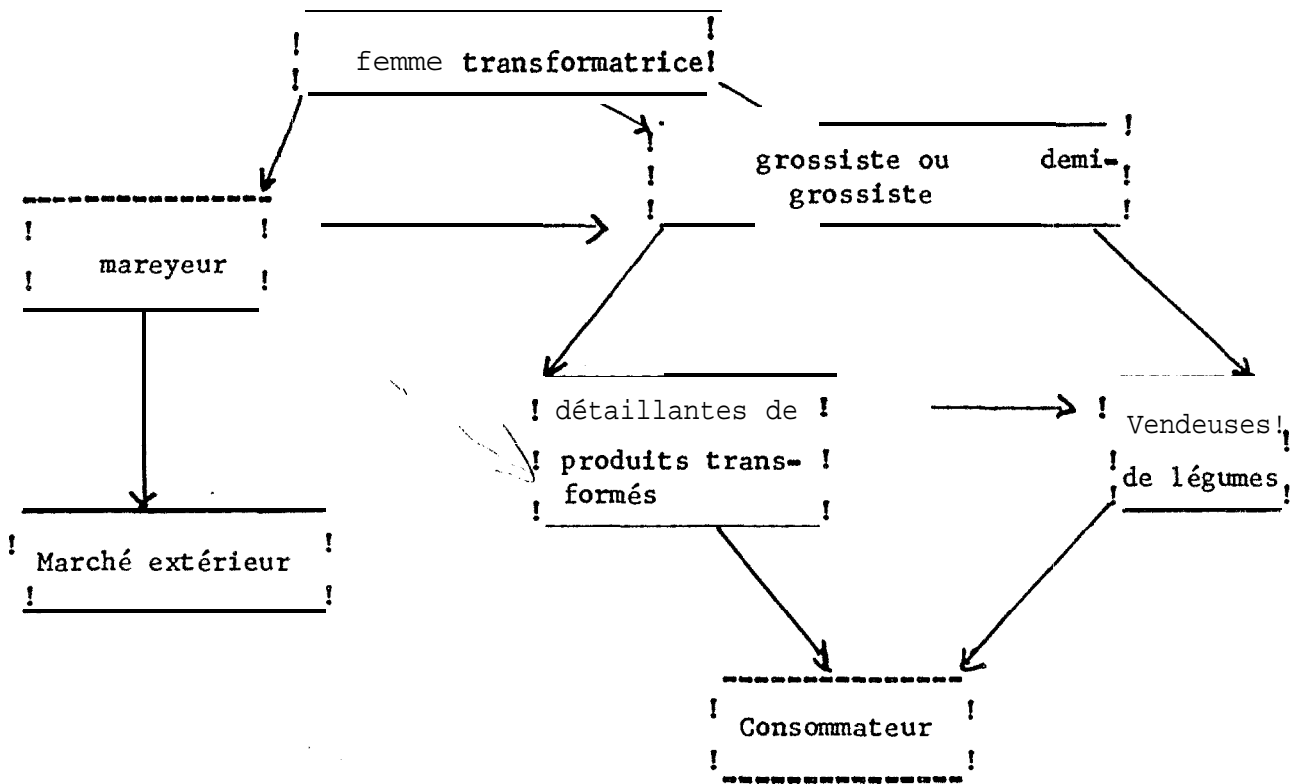 femme transformatrice
grossiste ou demi-
grossiste
mareyeur
détaillantes de
produits trans-
formés
Vendeuses
de légumes
Marché extérieur
Consommateur